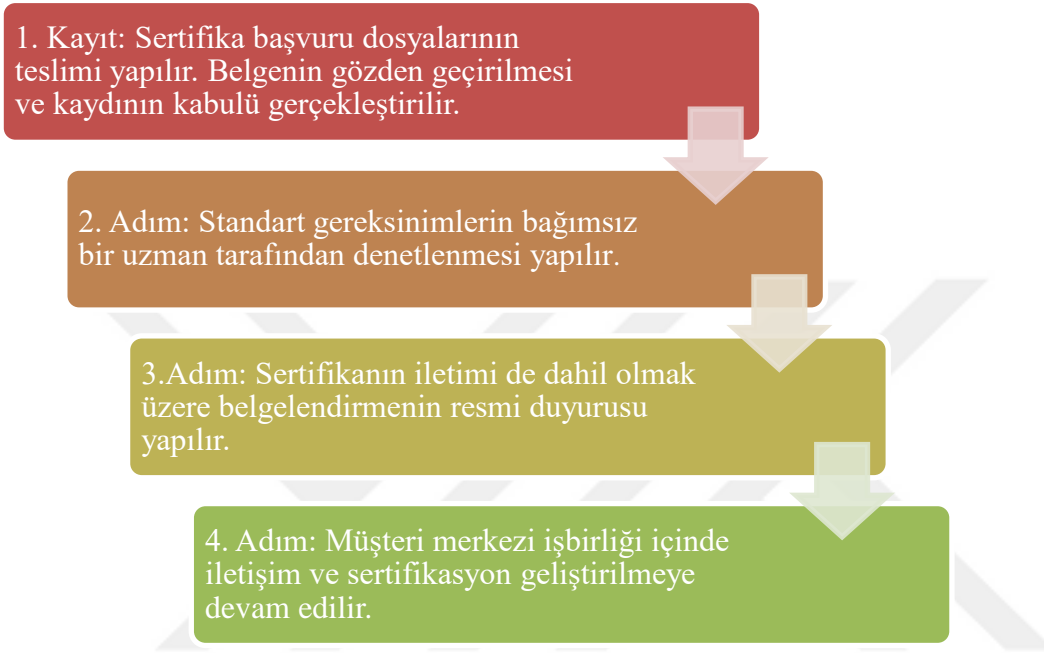 1. Kayıt: Sertifika başvuru dosyalarının
teslimi yapılır. Belgenin gözden geçirilmesi
ve kaydının kabulü gerçekleştirilir.
2. Adım: Standart gereksinimlerin bağımsız
bir uzman tarafından denetlenmesi yapılır.
3.Adım: Sertifikanın iletimi de dahil olmak
üzere belgelendirmenin resmi duyurusu
yapılır.
4. Adım: Müşteri merkezi işbirliği içinde
iletişim ve sertifikasyon geliştirilmeye
devam edilir.